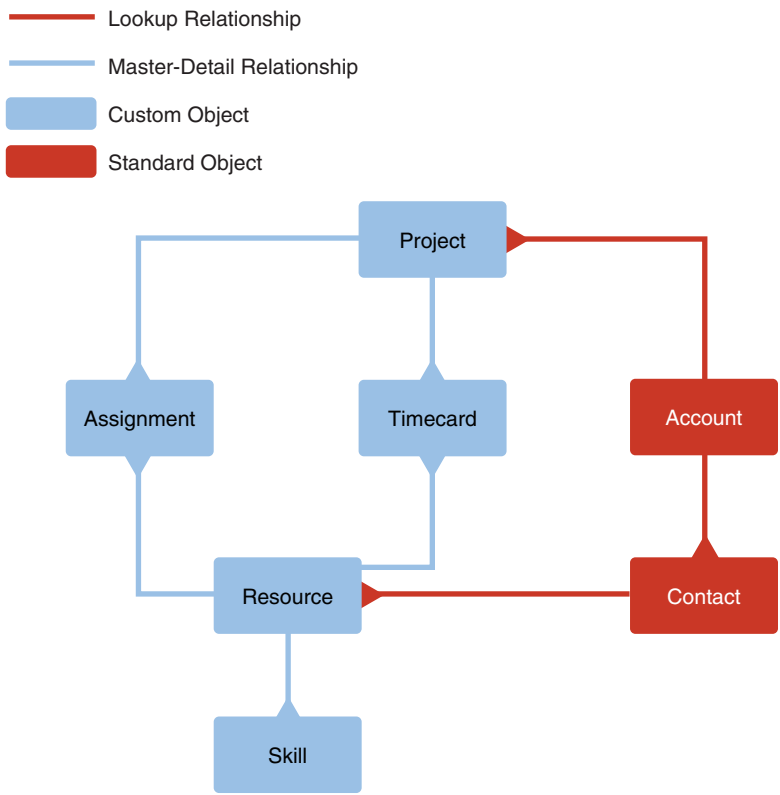 Lookup Relationship
Master-Detail Relationship
Custom Object
Standard Object
Project
Assignment
Timecard
Account
Resource
Contact
Skill